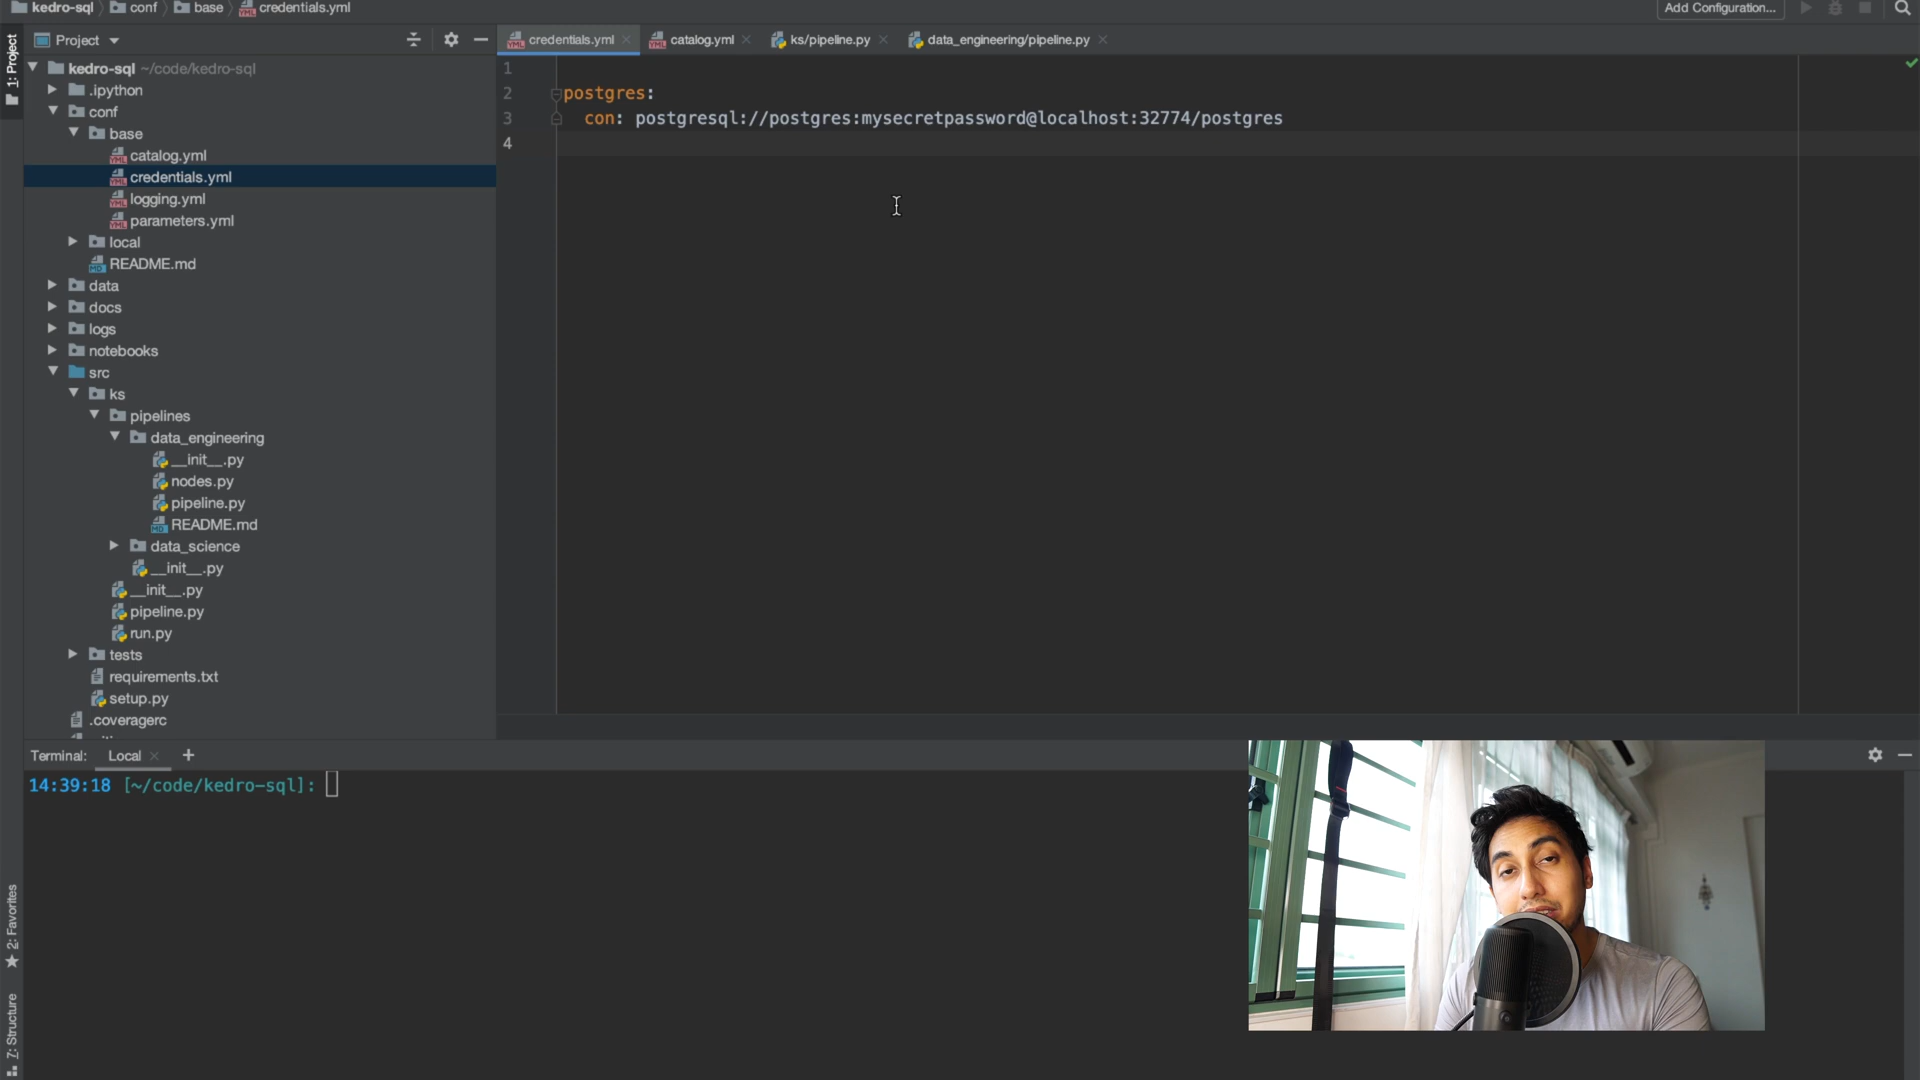 kedro-sql conf base credentials.yml Add Configuration...
1: Project
Project
credentials.yml catalog.yml ks/pipeline.py data_engineering/pipeline.py
kedro-sql ~/code/kedro-sql
.ipython
conf
base
catalog.yml
credentials.yml
logging.yml
parameters.yml
local
README.md
data
docs
logs
notebooks
src
ks
pipelines
data_engineering
__init__.py
nodes.py
pipeline.py
README.md
data_science
__init__.py
__init__.py
pipeline.py
run.py
tests
requirements.txt
setup.py
.coveragerc
1
2 postgres:
3 con: postgresql://postgres:mysecretpassword@localhost:32774/postgres
4
Terminal: Local +
14:39:18 [~/code/kedro-sql]:
2: Favorites
7: Structure